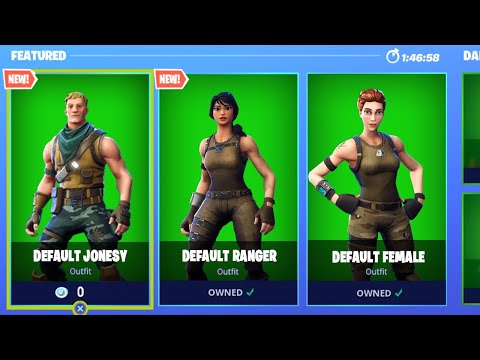 FEATURED
1:46:58
DA
NEW!
NEW!
DEFAULT JONESY
Outfit
0
DEFAULT RANGER
Outfit
OWNED ✓
DEFAULT FEMALE
Outfit
OWNED ✓